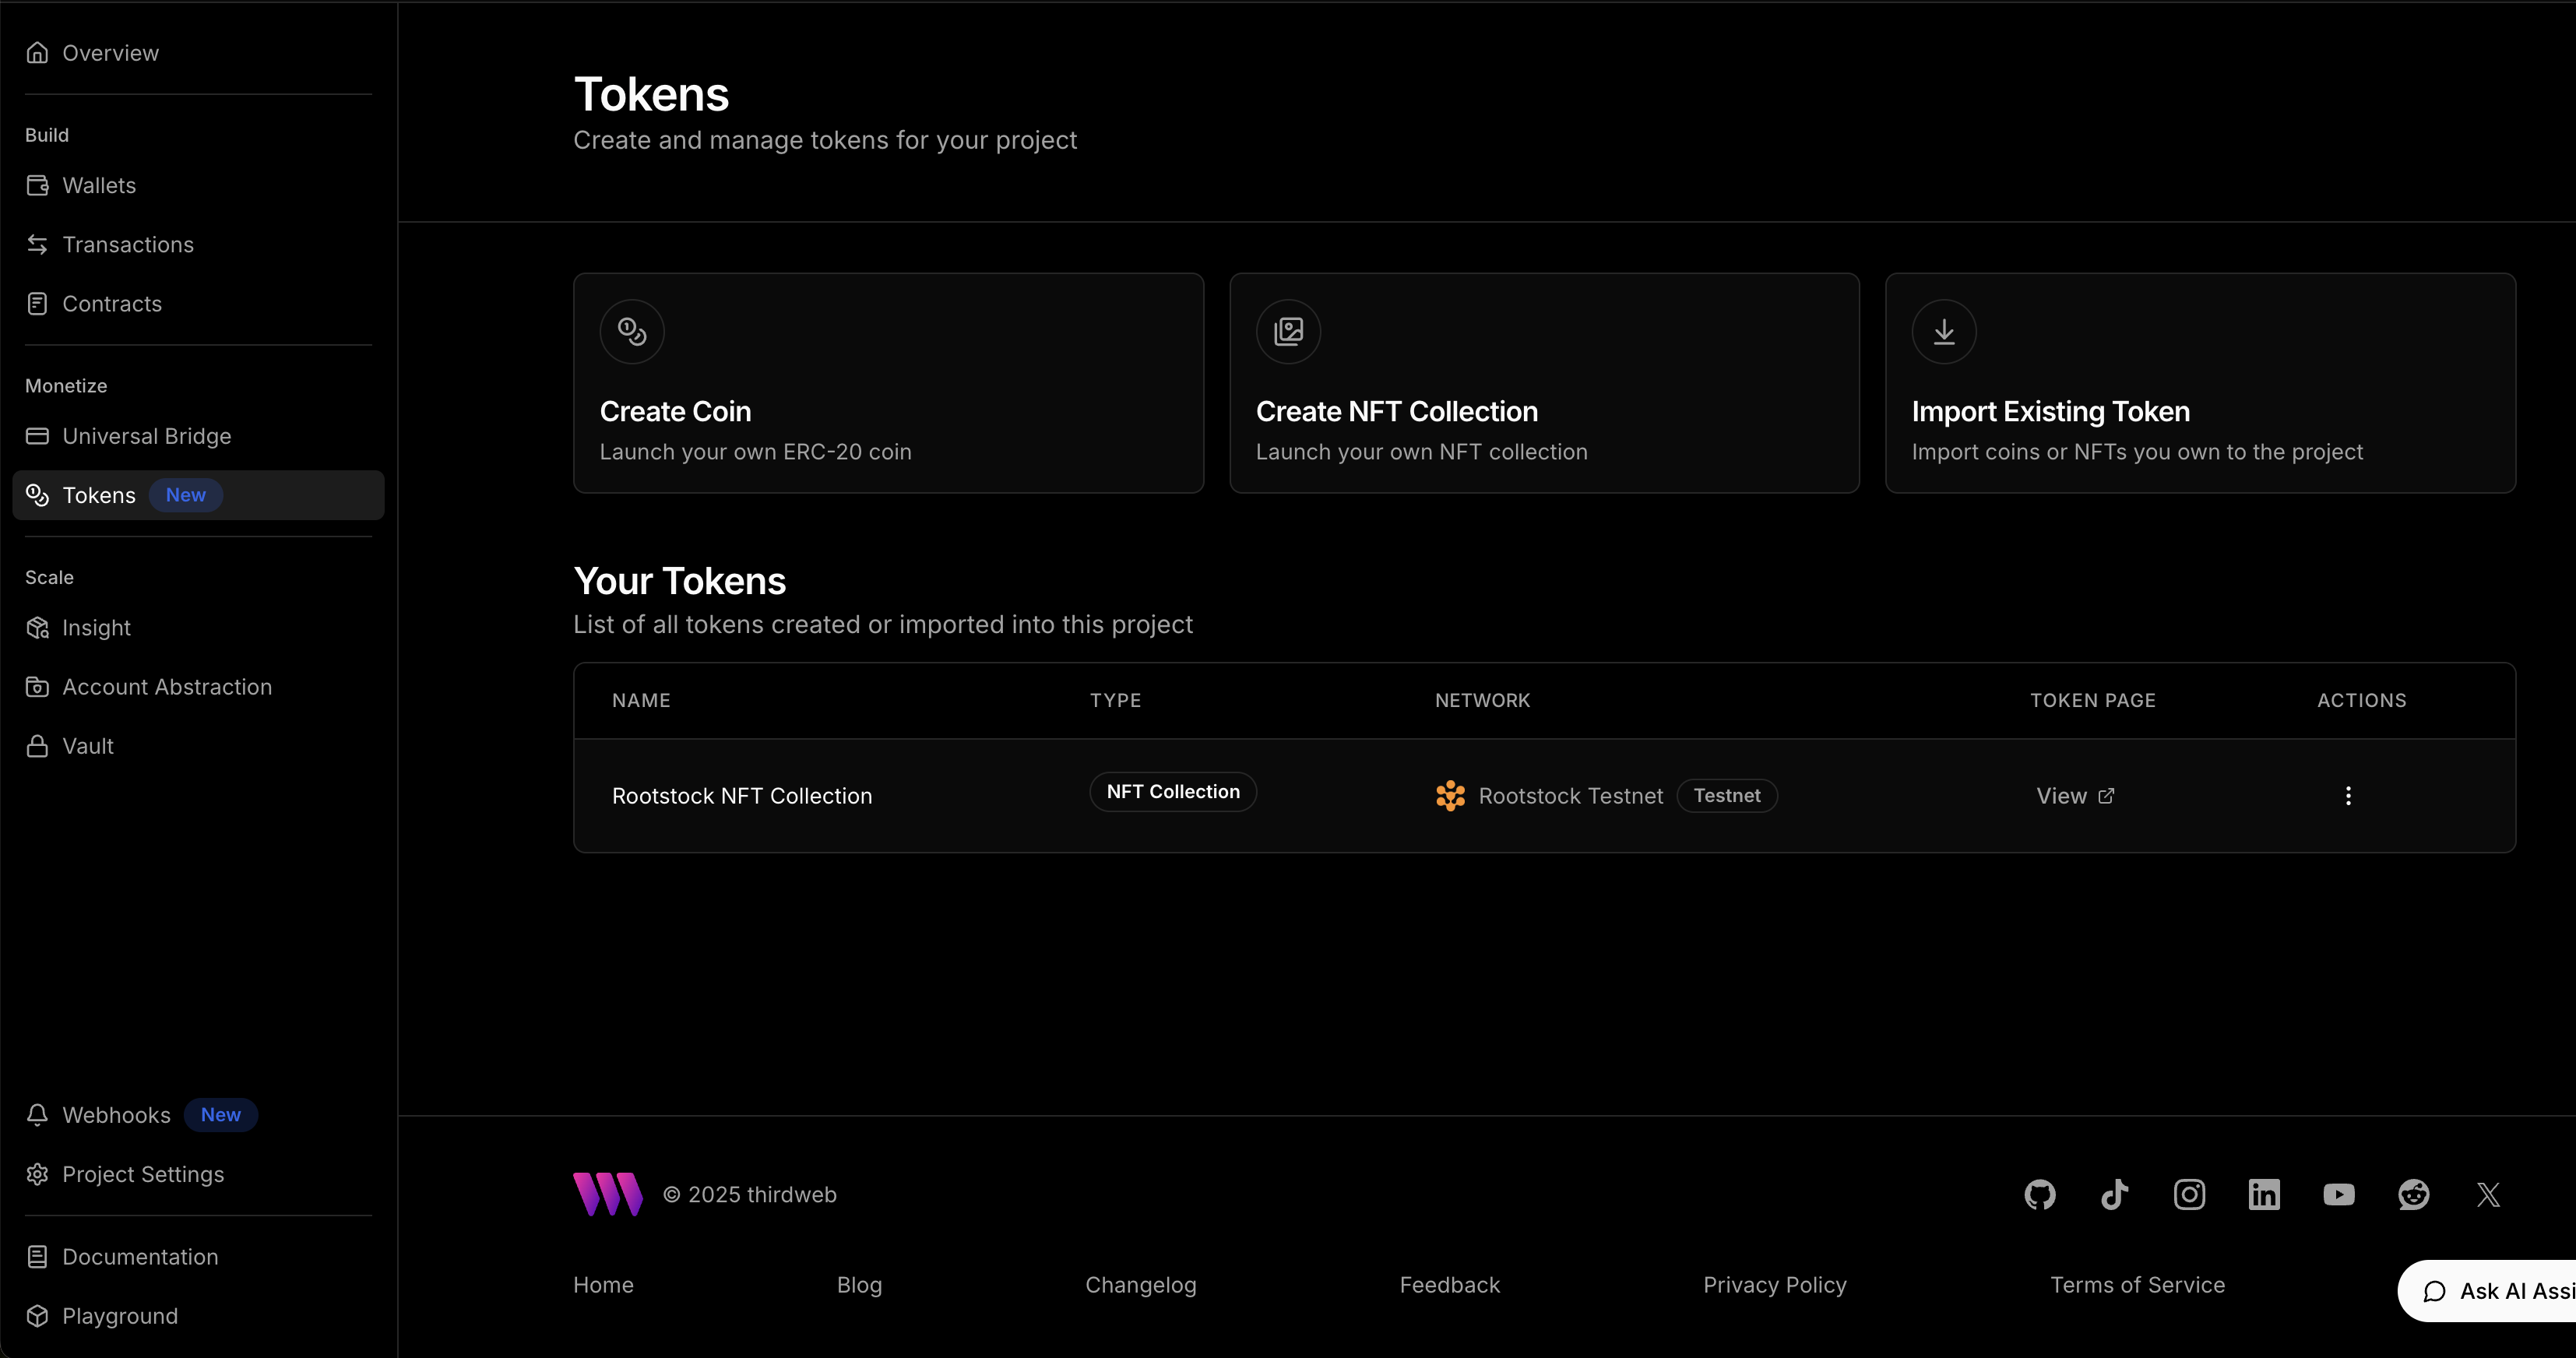 Overview
Build
Wallets
Transactions
Contracts
Monetize
Universal Bridge
Tokens New
Scale
Insight
Account Abstraction
Vault
Webhooks New
Project Settings
Documentation
Playground
Tokens
Create and manage tokens for your project
Create Coin
Launch your own ERC-20 coin
Create NFT Collection
Launch your own NFT collection
Import Existing Token
Import coins or NFTs you own to the project
Your Tokens
List of all tokens created or imported into this project
NAME TYPE NETWORK TOKEN PAGE ACTIONS
Rootstock NFT Collection NFT Collection Rootstock Testnet Testnet View
© 2025 thirdweb
Home Blog Changelog Feedback Privacy Policy Terms of Service
Ask AI Assi